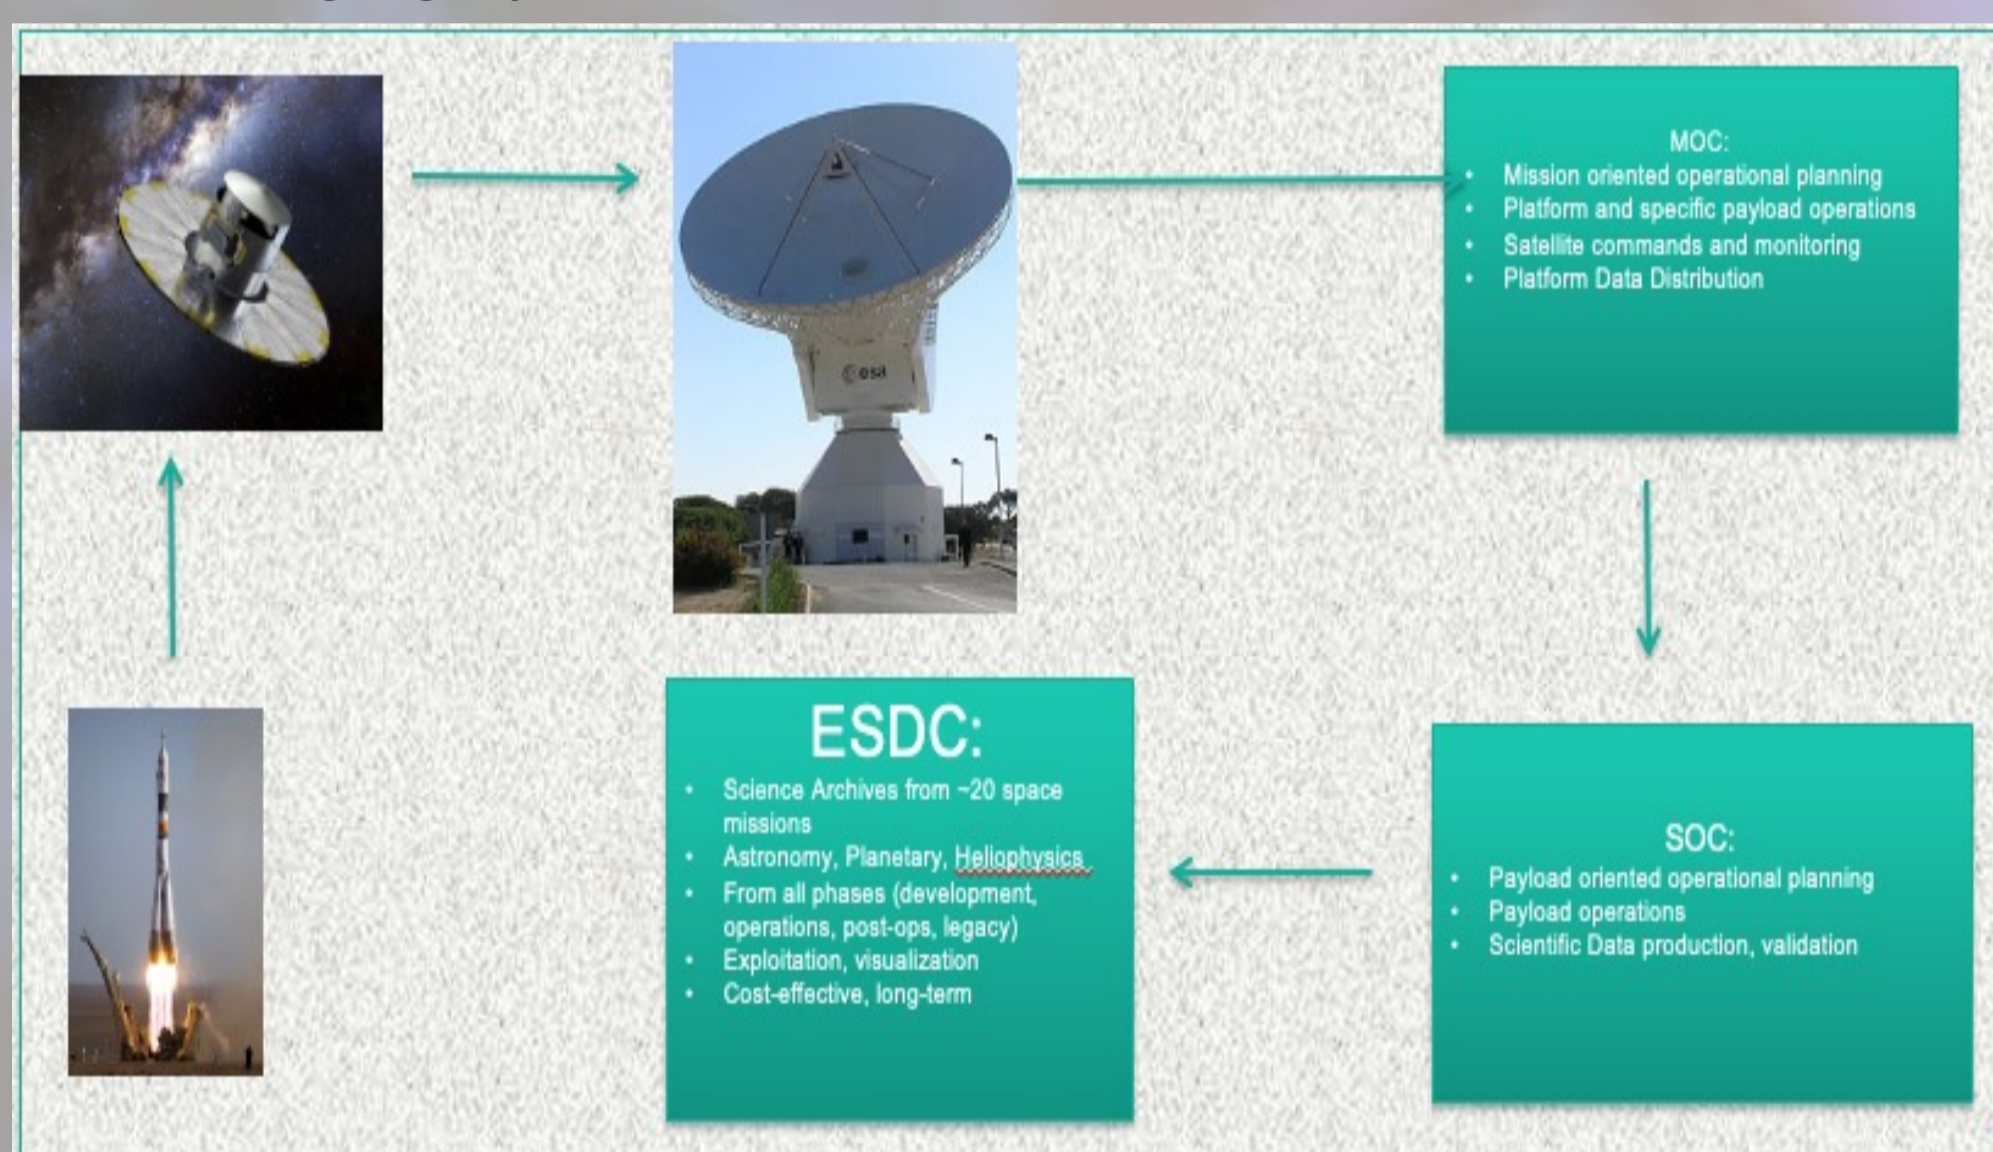 esa
MOC:
• Mission oriented operational planning
• Platform and specific payload operations
• Satellite commands and monitoring
• Platform Data Distribution
ESDC:
• Science Archives from ~20 space
missions
• Astronomy, Planetary, Heliophysics
• From all phases (development,
operations, post-ops, legacy)
• Exploitation, visualization
• Cost-effective, long-term
SOC:
• Payload oriented operational planning
• Payload operations
• Scientific Data production, validation